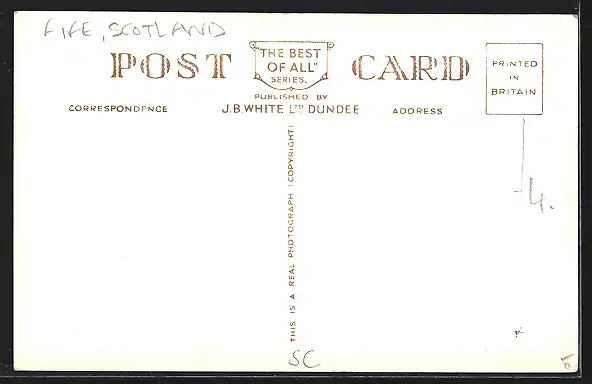 FIFE, SCOTLAND
POST CARD
"THE BEST
OF ALL"
SERIES.
PUBLISHED BY
J.B. WHITE LTD DUNDEE
CORRESPONDENCE
ADDRESS
PRINTED
IN
BRITAIN
THIS IS A REAL PHOTOGRAPH (COPYRIGHT)
4.
SC